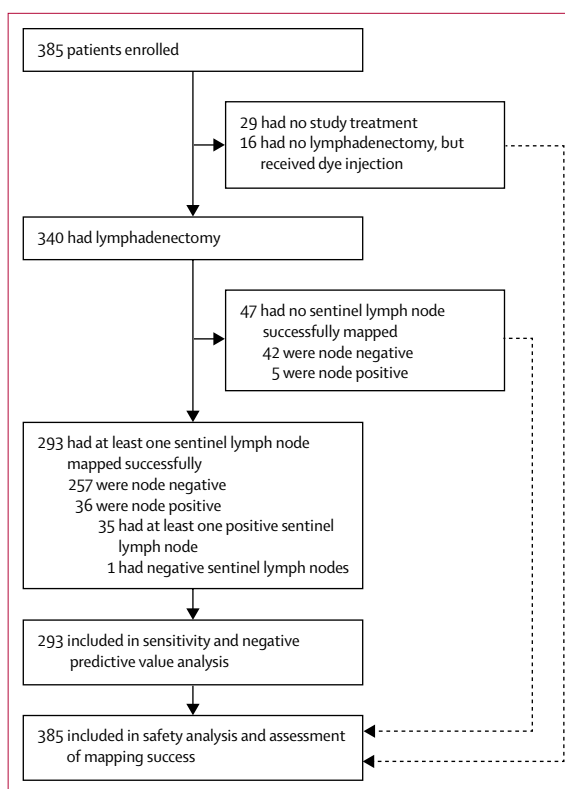 385 patients enrolled
29 had no study treatment
16 had no lymphadenectomy, but
received dye injection
340 had lymphadenectomy
47 had no sentinel lymph node
successfully mapped
42 were node negative
5 were node positive
293 had at least one sentinel lymph node
mapped successfully
257 were node negative
36 were node positive
35 had at least one positive sentinel
lymph node
1 had negative sentinel lymph nodes
293 included in sensitivity and negative
predictive value analysis
385 included in safety analysis and assessment
of mapping success